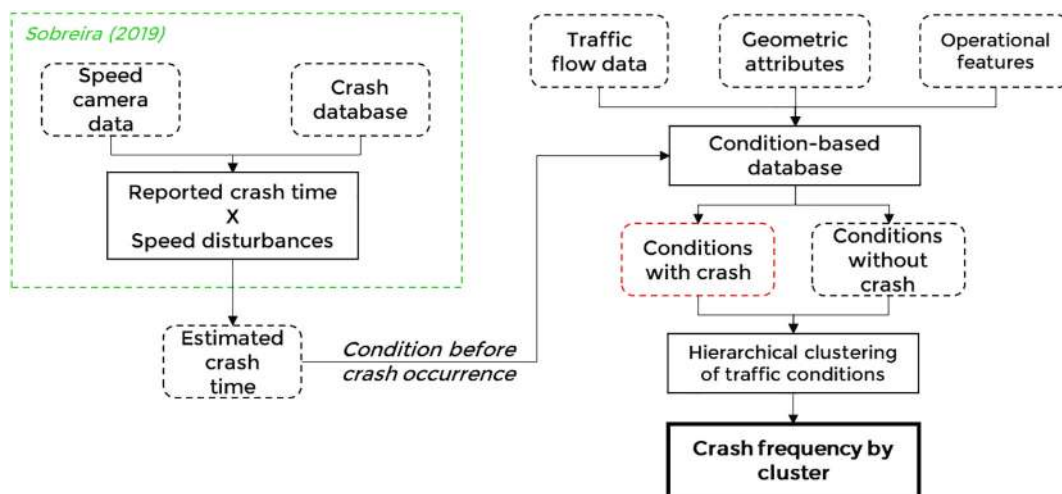 Sobreira (2019)
Speed
camera
data
Crash
database
Reported crash time
X
Speed disturbances
Estimated
crash
time
Condition before
crash occurrence
Traffic
flow data
Geometric
attributes
Operational
features
Condition-based
database
Conditions
with crash
Conditions
without
crash
Hierarchical clustering
of traffic conditions
Crash frequency by
cluster